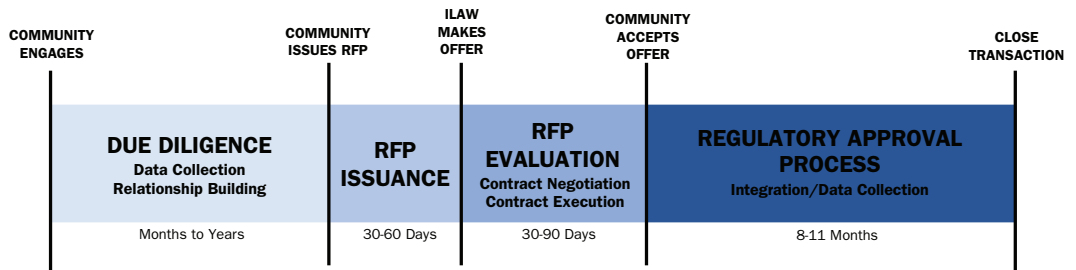 COMMUNITY
ENGAGES
COMMUNITY
ISSUES RFP
ILAW
MAKES
OFFER
COMMUNITY
ACCEPTS
OFFER
CLOSE
TRANSACTION
DUE DILIGENCE
Data Collection
Relationship Building
RFP
ISSUANCE
RFP
EVALUATION
Contract Negotiation
Contract Execution
REGULATORY APPROVAL
PROCESS
Integration/Data Collection
Months to Years
30-60 Days
30-90 Days
8-11 Months